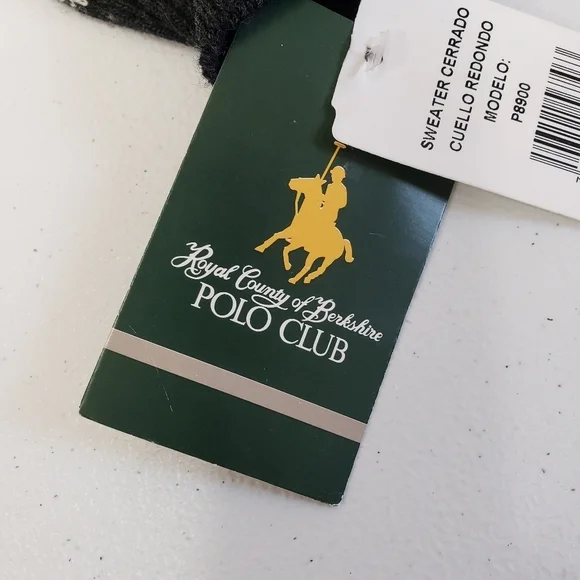 SWEATER CERRADO
CUELLO REDONDO
MODELO:
P8900
Royal County of Berkshire
POLO CLUB